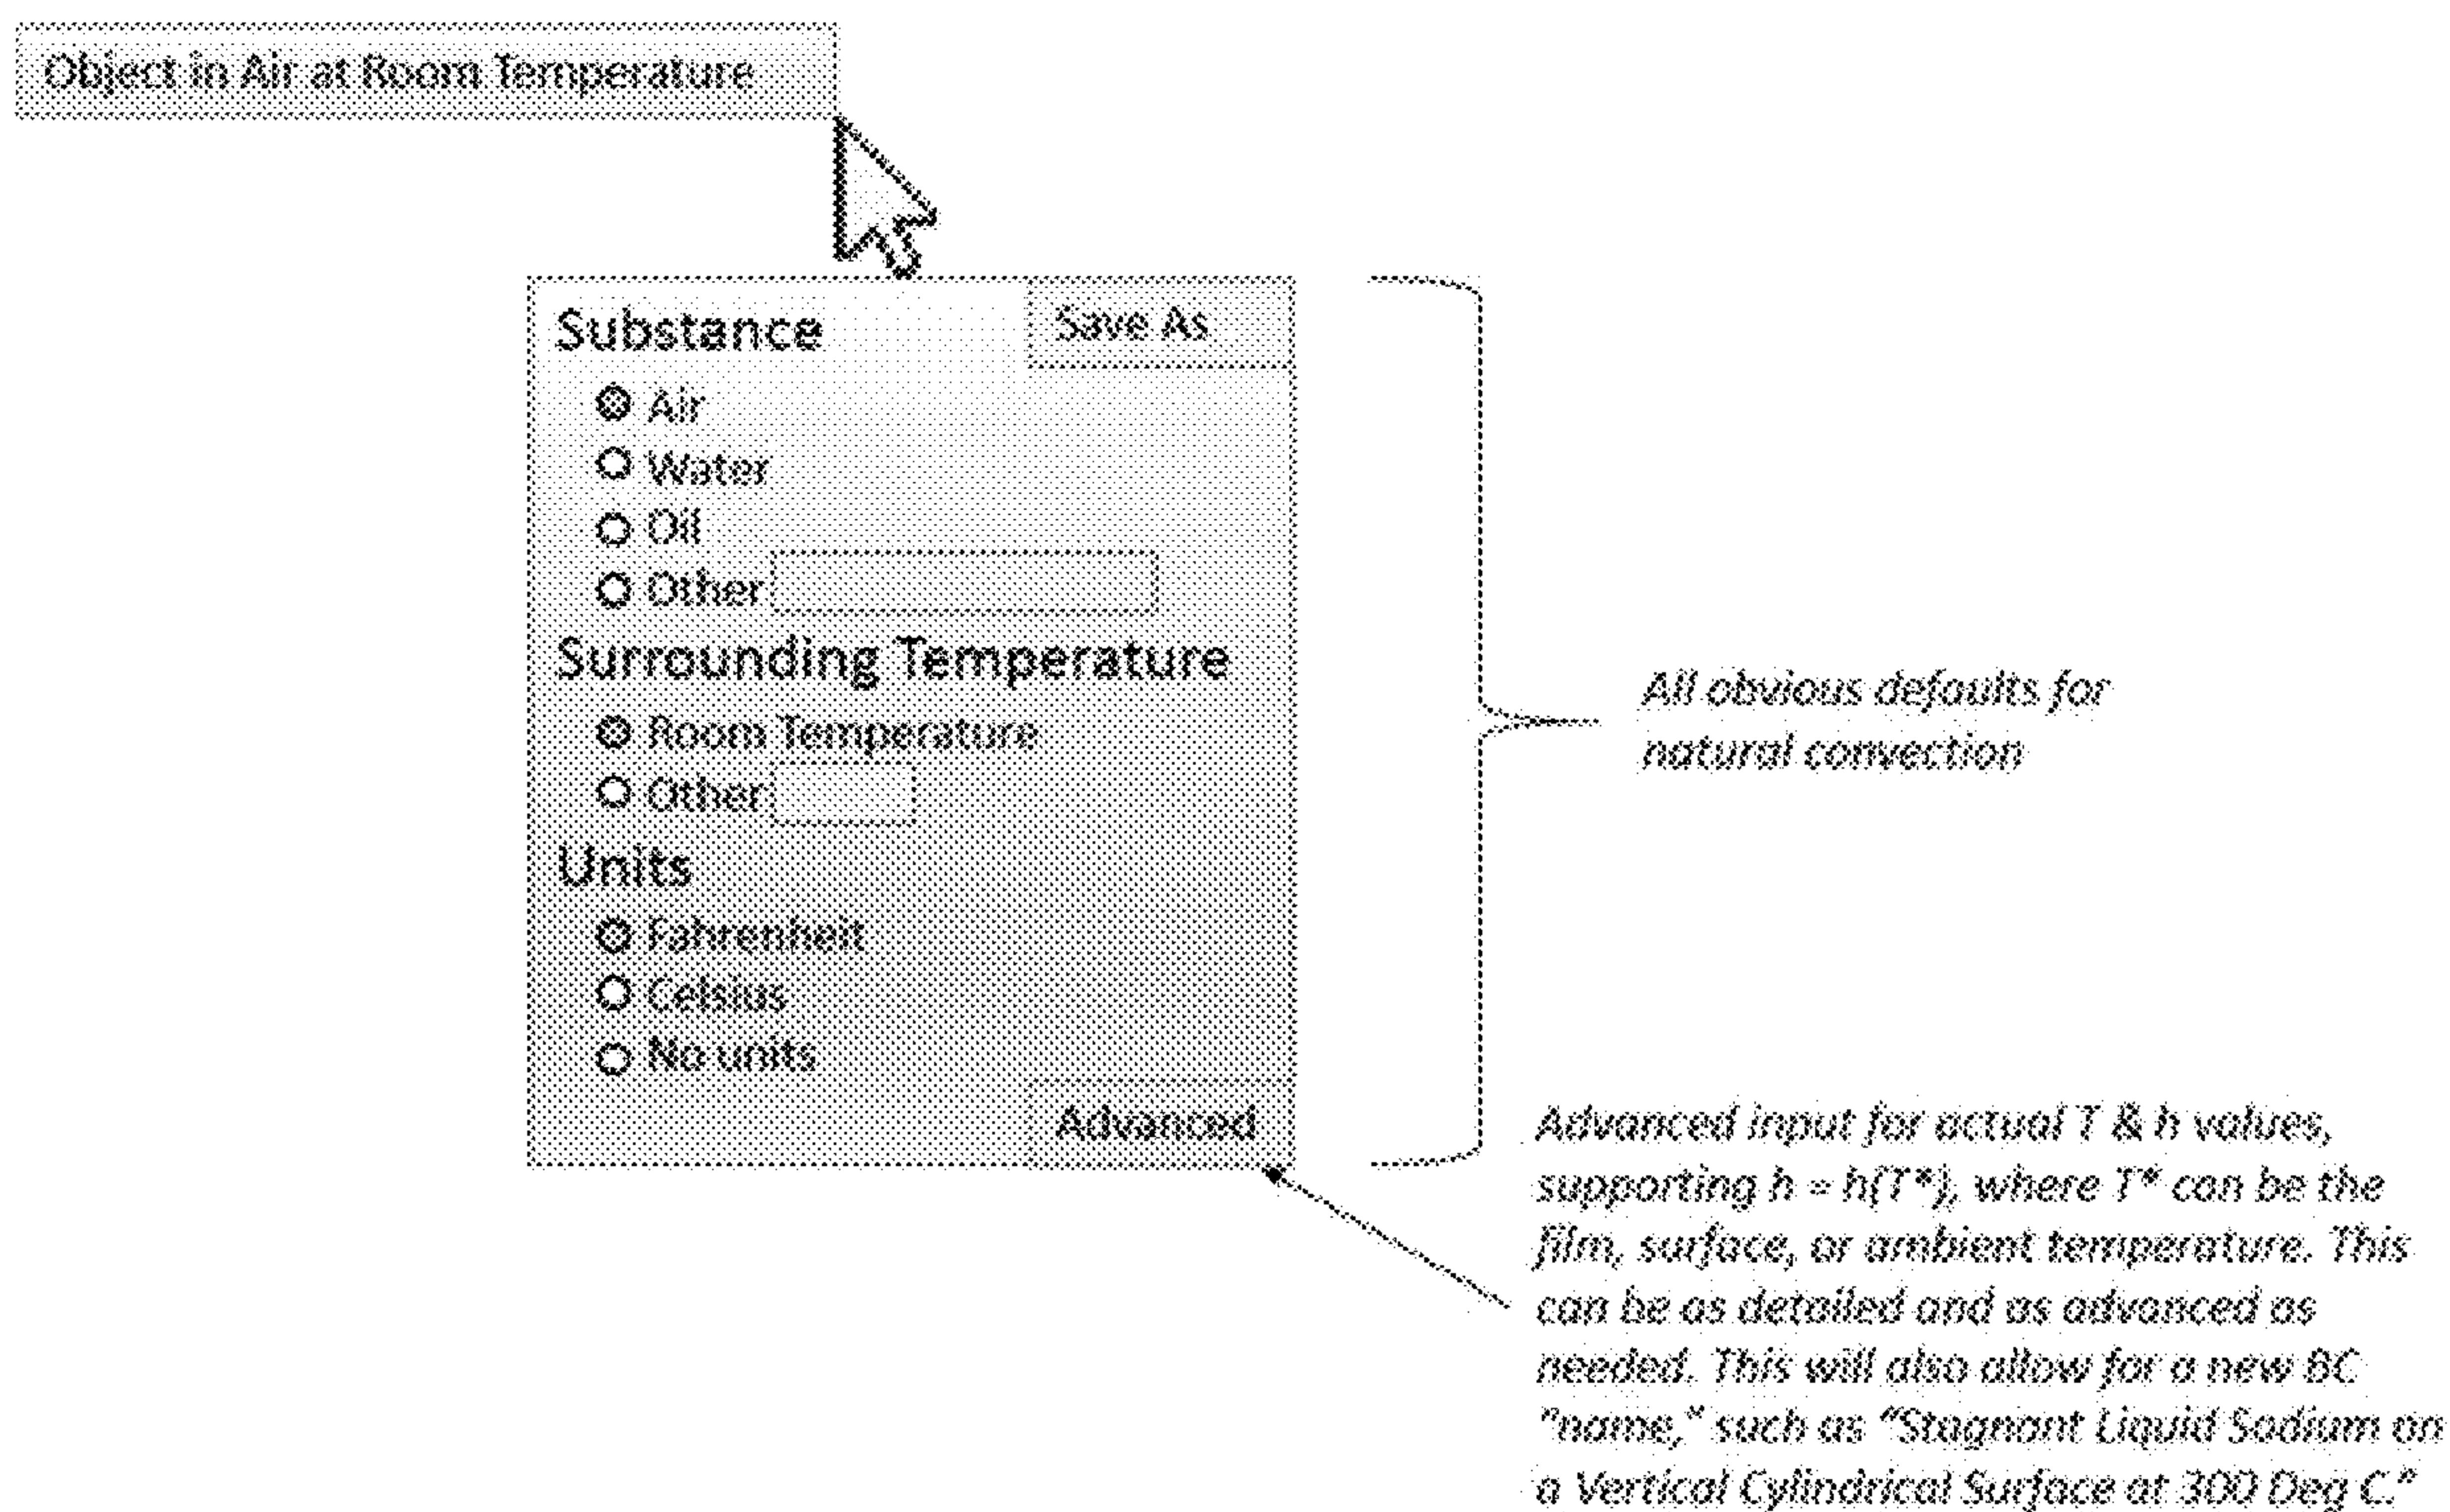 Object in Air at Room Temperature
Substance
Save As
Air
Water
Oil
Other
Surrounding Temperature
Room Temperature
Other
Units
Fahrenheit
Celsius
No units
Advanced
All obvious defaults for
natural convection
Advanced input for actual T & h values,
supporting h = h(T*), where T* can be the
film, surface, or ambient temperature. This
can be as detailed and as advanced as
needed. This will also allow for a new BC
"name," such as “Stagnant Liquid Sodium on
a Vertical Cylindrical Surface at 300 Deg C.”